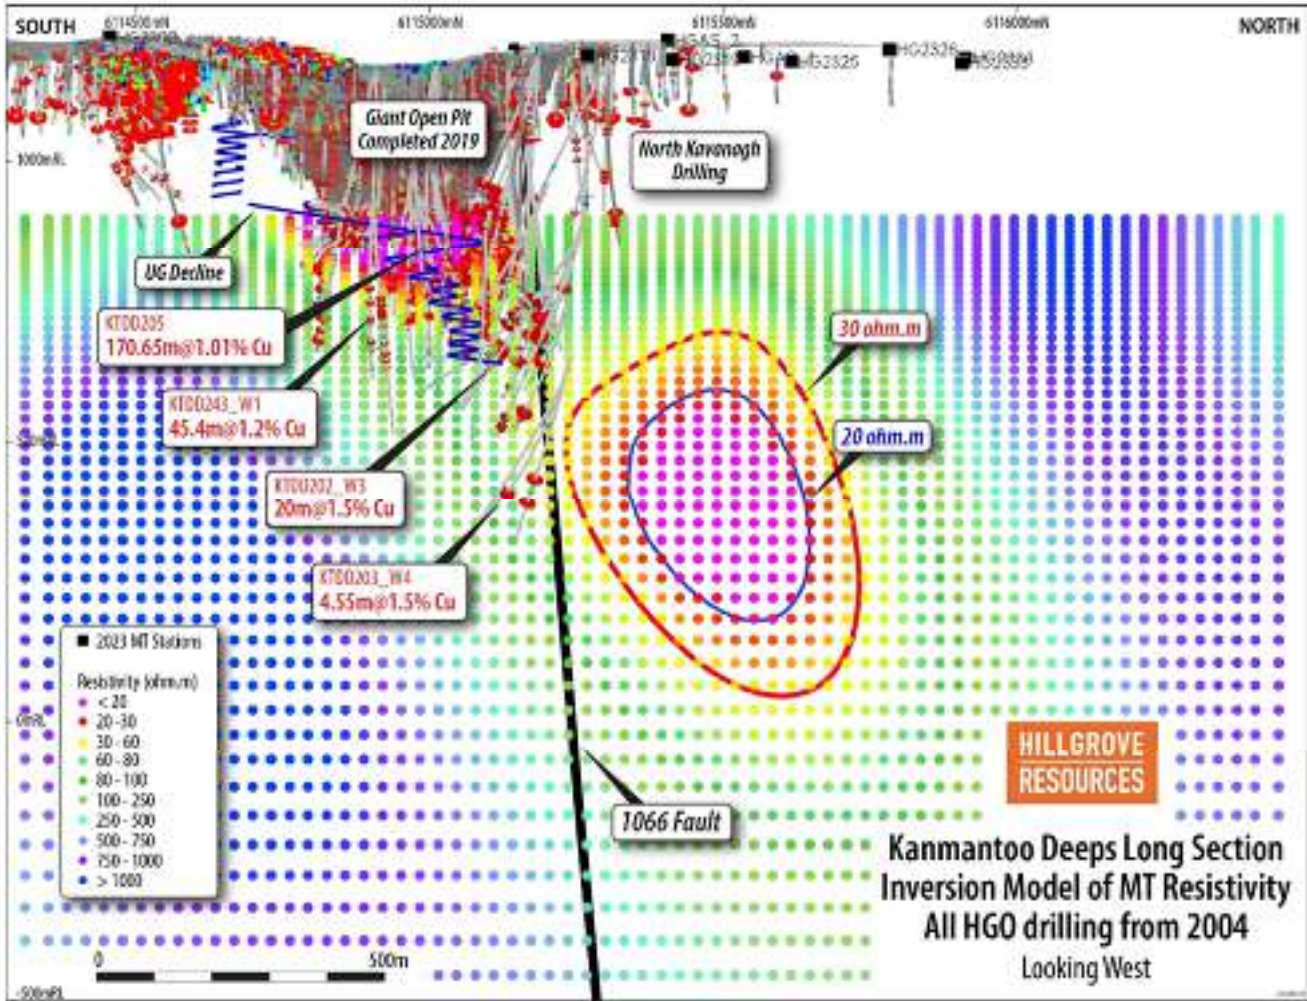 SOUTH
6114500mN
6115000mN
6115500mN
6116000mN
NORTH
HG2326
HG2325
Giant Open Pit
Completed 2019
North Kavanagh
Drilling
1000mRL
UG Decline
KTDD205
170.65m@1.01% Cu
30 ohm.m
KTDD243_W1
45.4m@1.2% Cu
20 ohm.m
KTDD202_W3
20m@1.5% Cu
KTDD203_W4
4.55m@1.5% Cu
2023 MT Stations
Resistivity (ohm.m)
< 20
20 - 30
30 - 60
60 - 80
80 - 100
100 - 250
250 - 500
500 - 750
750 - 1000
> 1000
0mRL
HILLGROVE
RESOURCES
1066 Fault
Kanmantoo Deeps Long Section
Inversion Model of MT Resistivity
All HGO drilling from 2004
Looking West
0
500m
-500mRL